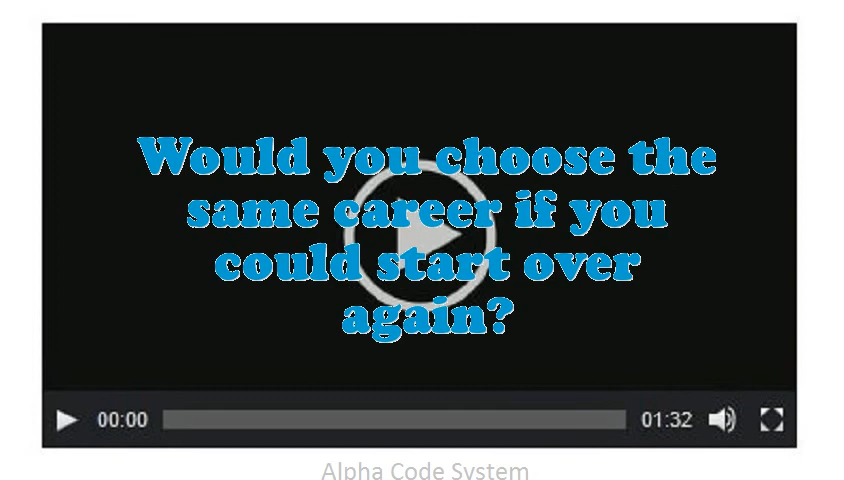 Would you choose the
same career if you
could start over
again?
00:00 01:32
Alpha Code System